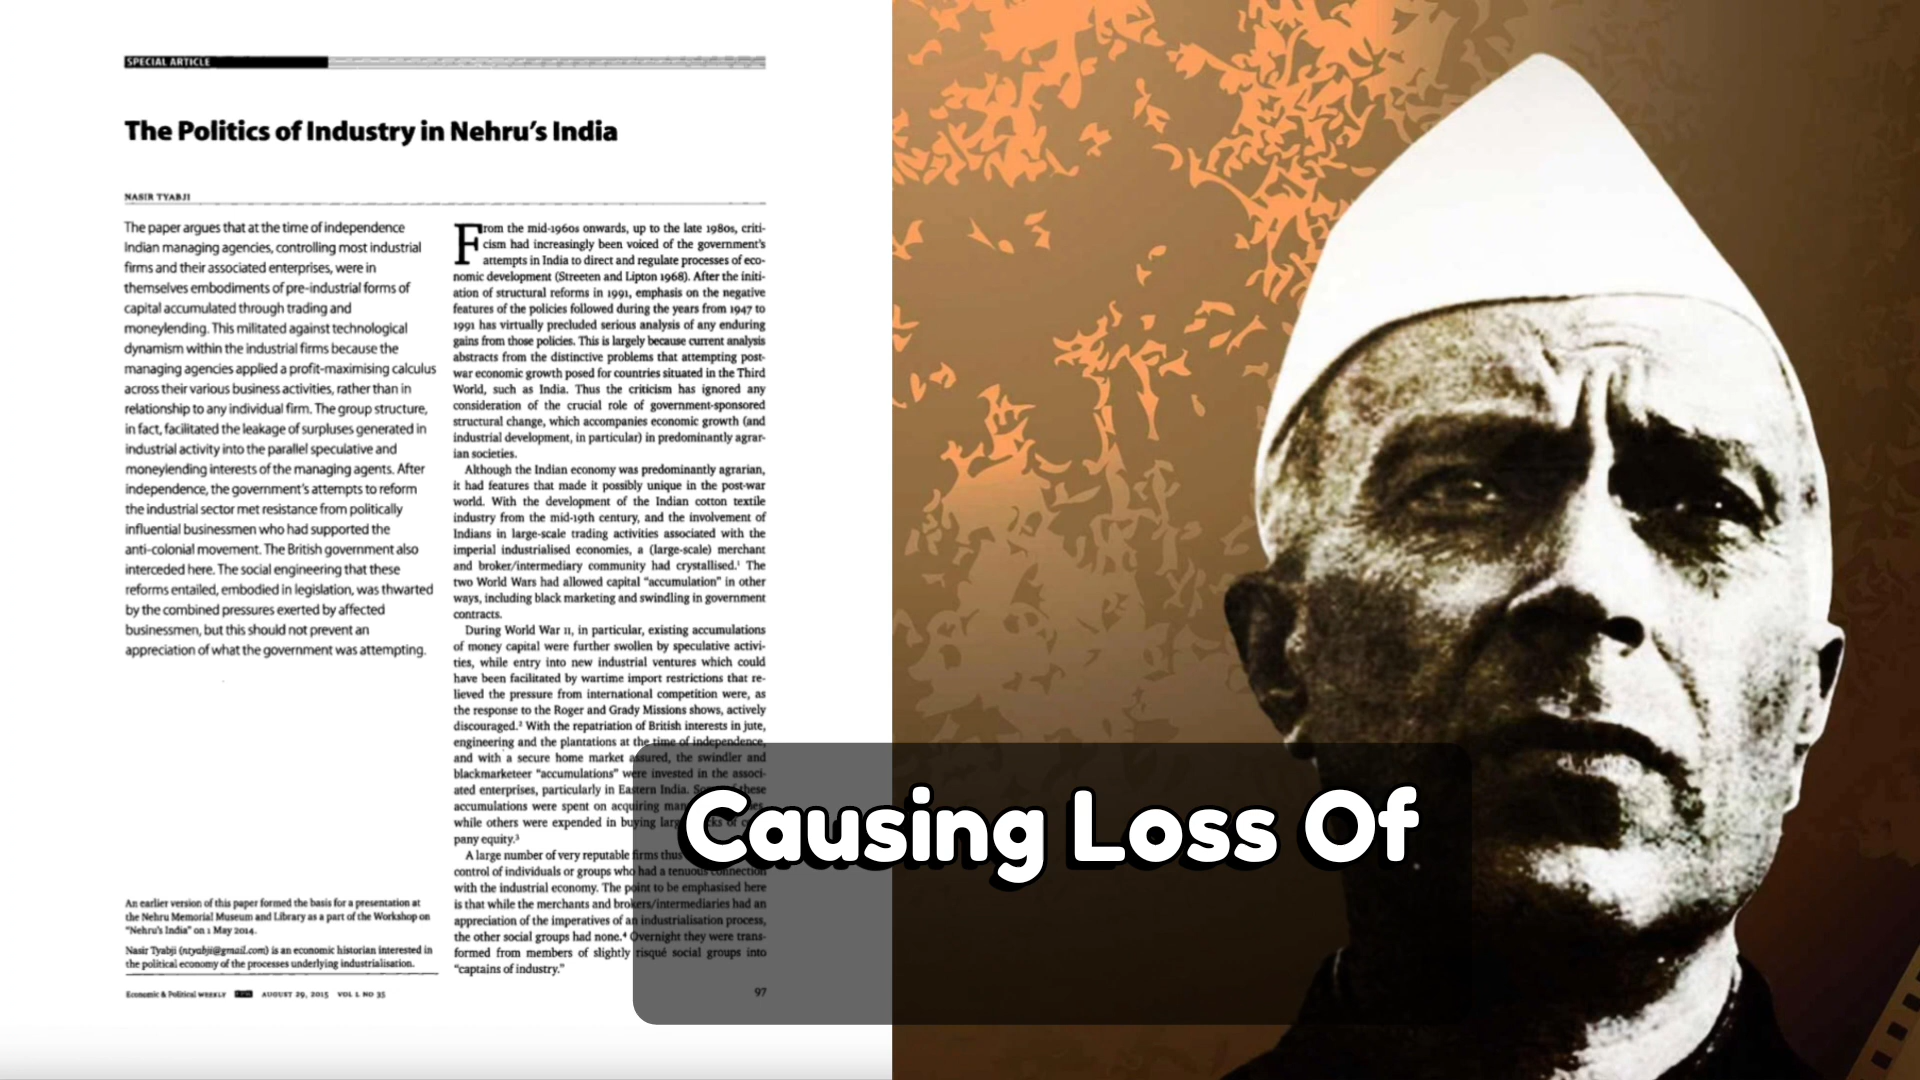 SPECIAL ARTICLE
The Politics of Industry in Nehru's India
NASIR TYABJI
The paper argues that at the time of independence
Indian managing agencies, controlling most industrial
firms and their associated enterprises, were in
themselves embodiments of pre-industrial forms of
capital accumulated through trading and
moneylending. This militated against technological
dynamism within the industrial firms because the
managing agencies applied a profit-maximising calculus
across their various business activities, rather than in
relationship to any individual firm. The group structure,
in fact, facilitated the leakage of surpluses generated in
industrial activity into the parallel speculative and
moneylending interests of the managing agents. After
independence, the government's attempts to reform
the industrial sector met resistance from politically
influential businessmen who had supported the
anti-colonial movement. The British government also
interceded here. The social engineering that these
reforms entailed, embodied in legislation, was thwarted
by the combined pressures exerted by affected
businessmen, but this should not prevent an
appreciation of what the government was attempting.
An earlier version of this paper formed the basis for a presentation at
the Nehru Memorial Museum and Library as a part of the Workshop on
"Nehru's India" on 1 May 2014.
Nasir Tyabji (ntyabji@gmail.com) is an economic historian interested in
the political economy of the processes underlying industrialisation.
From the mid-1960s onwards, up to the late 1980s, criti-
cism had increasingly been voiced of the government's
attempts in India to direct and regulate processes of eco-
nomic development (Streeten and Lipton 1968). After the initi-
ation of structural reforms in 1991, emphasis on the negative
features of the policies followed during the years from 1947 to
1991 has virtually precluded serious analysis of any enduring
gains from those policies. This is largely because current analysis
abstracts from the distinctive problems that attempting post-
war economic growth posed for countries situated in the Third
World, such as India. Thus the criticism has ignored any
consideration of the crucial role of government-sponsored
structural change, which accompanies economic growth (and
industrial development, in particular) in predominantly agrar-
ian societies.
Although the Indian economy was predominantly agrarian,
it had features that made it possibly unique in the post-war
world. With the development of the Indian cotton textile
industry from the mid-19th century, and the involvement of
Indians in large-scale trading activities associated with the
imperial industrialised economies, a (large-scale) merchant
and broker/intermediary community had crystallised.¹ The
two World Wars had allowed capital "accumulation" in other
ways, including black marketing and swindling in government
contracts.
During World War II, in particular, existing accumulations
of money capital were further swollen by speculative activi-
ties, while entry into new industrial ventures which could
have been facilitated by wartime import restrictions that re-
lieved the pressure from international competition were, as
the response to the Roger and Grady Missions shows, actively
discouraged.² With the repatriation of British interests in jute,
engineering and the plantations at the time of independence,
and with a secure home market assured, the swindler and
blackmarketeer "accumulations" were invested in the associ-
ated enterprises, particularly in Eastern India. these
accumulations were spent on acquiring
while others were expended in buying
pany equity.³
A large number of very reputable firms thus
control of individuals or groups who had a tenuous connection
with the industrial economy. The point to be emphasised here
is that while the merchants and brokers/intermediaries had an
appreciation of the imperatives of an industrialisation process,
the other social groups had none.⁴ Overnight they were trans-
formed from members of slightly risqué social groups into
"captains of industry."
Economic & Political WEEKLY EPW AUGUST 29, 2015 VOL L NO 35
97
Causing Loss Of